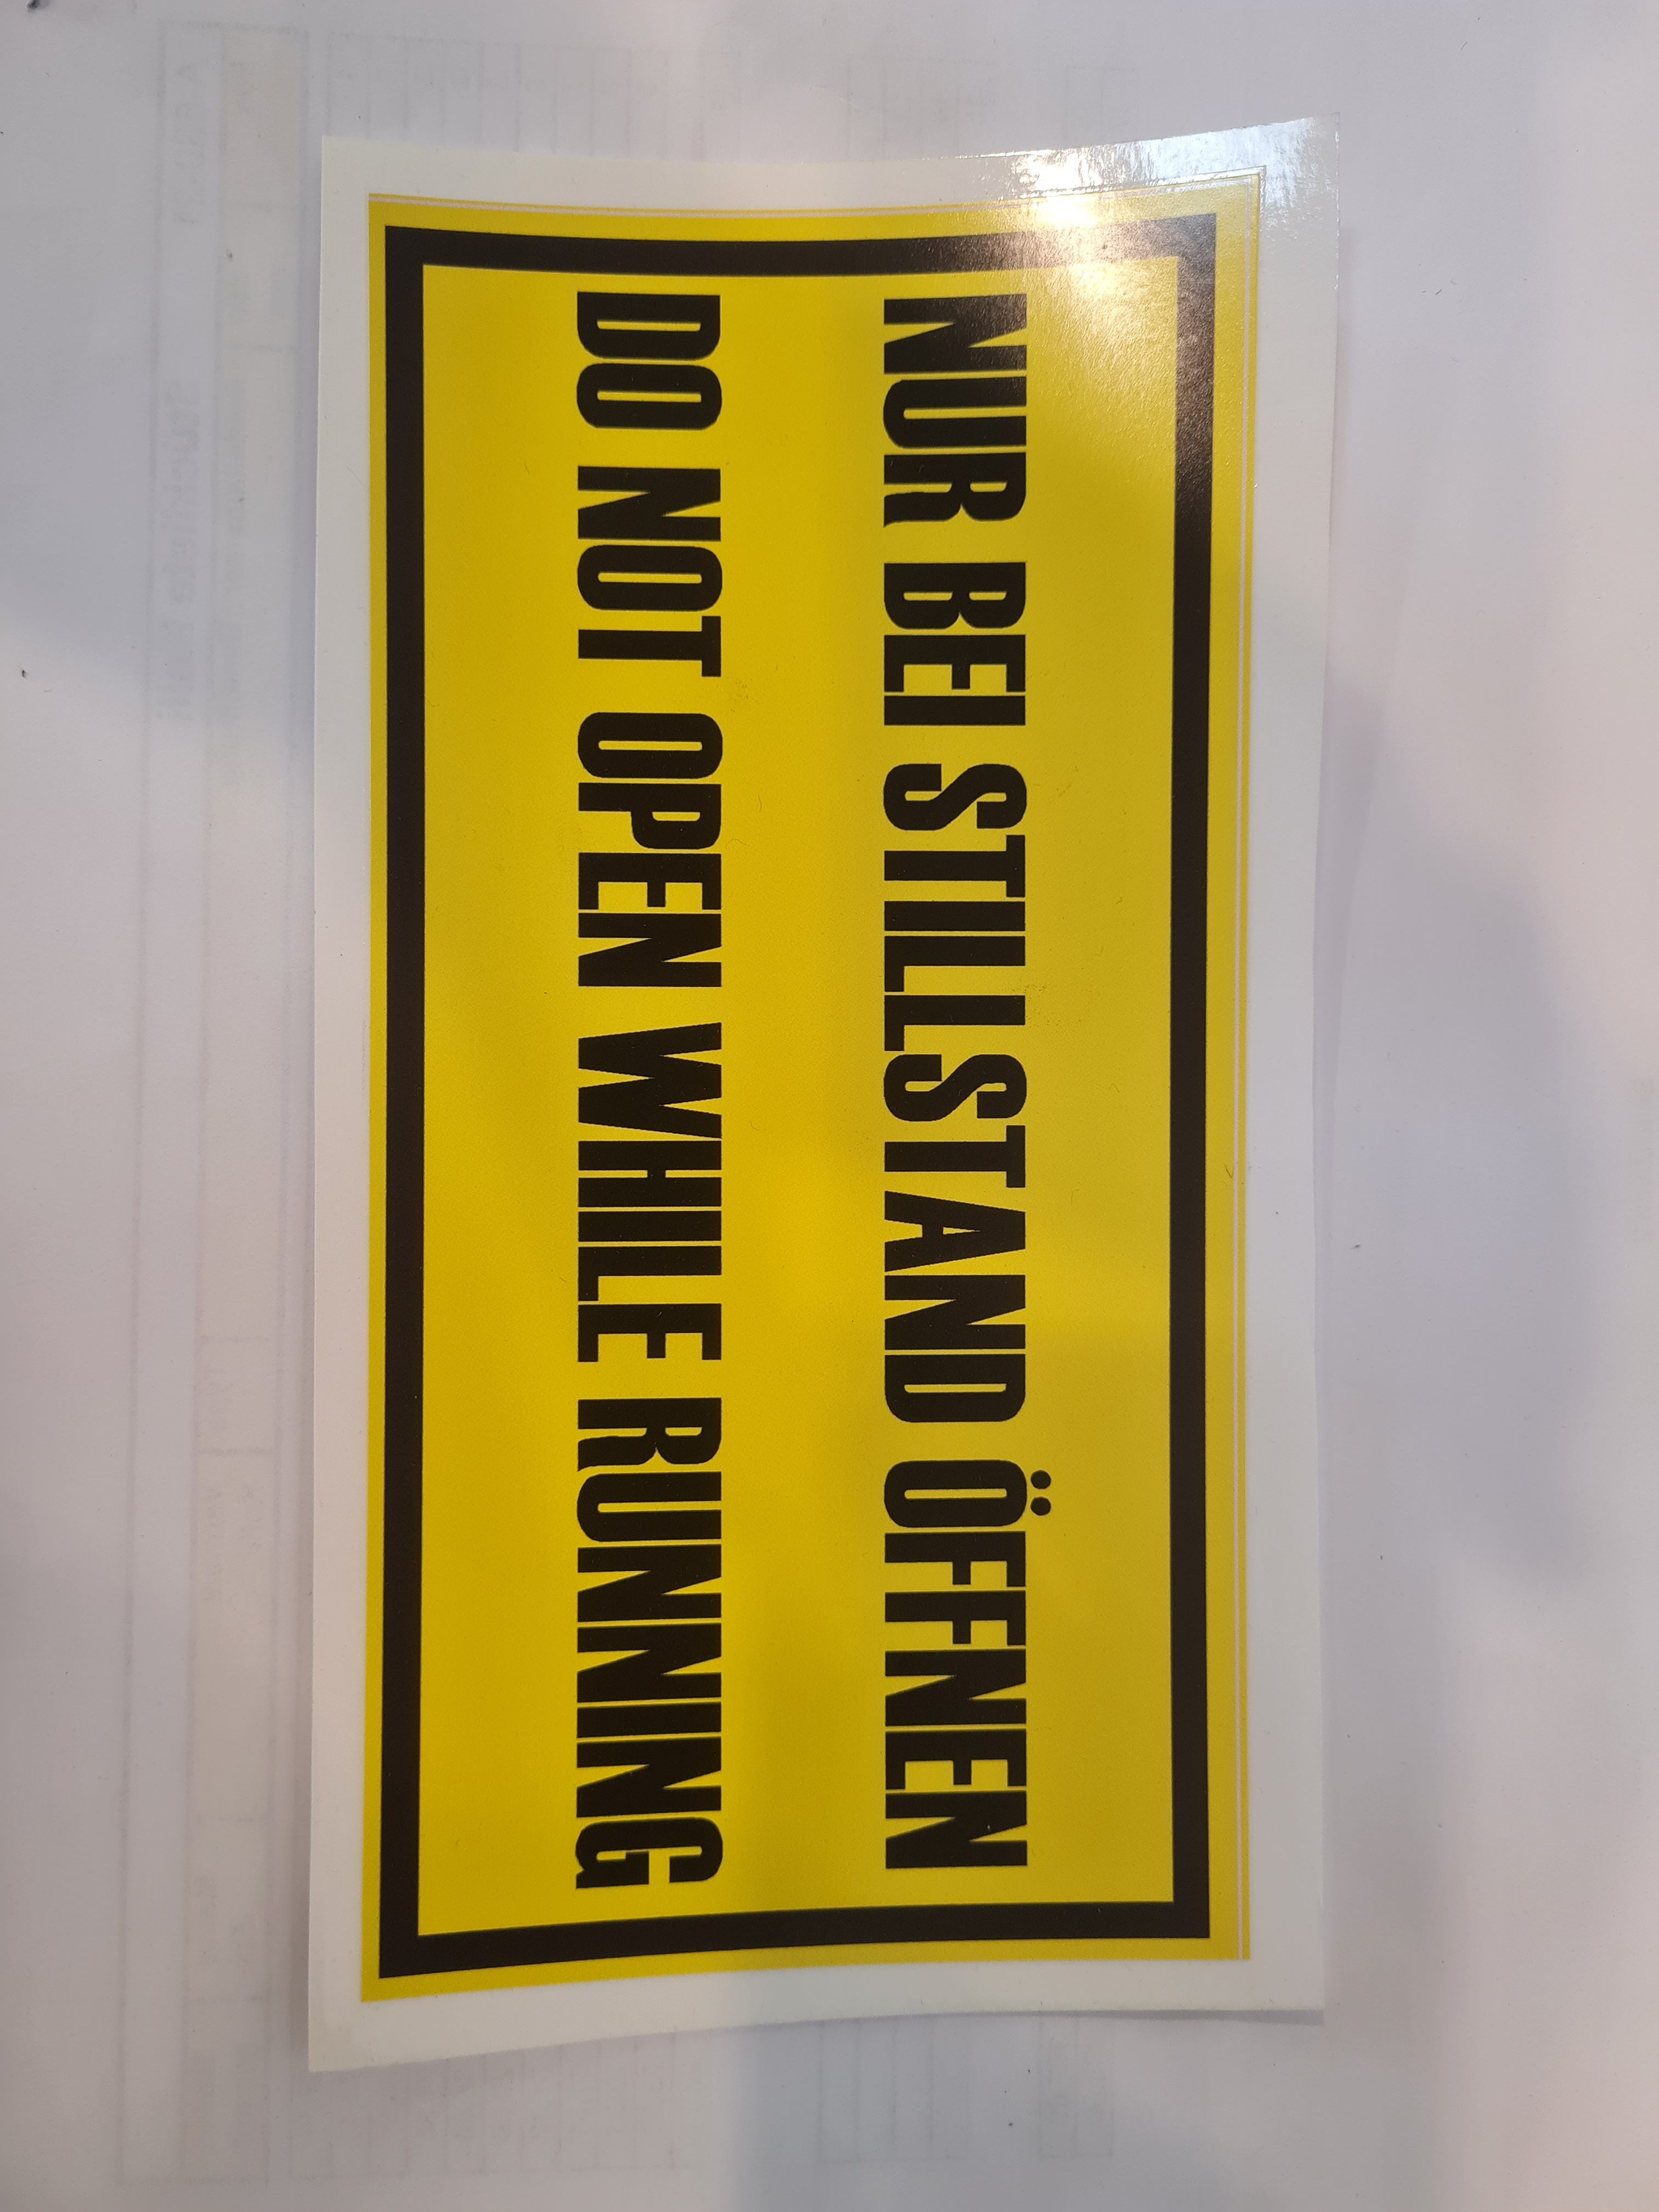 NUR BEI STILLSTAND ÖFFNEN
DO NOT OPEN WHILE RUNNING